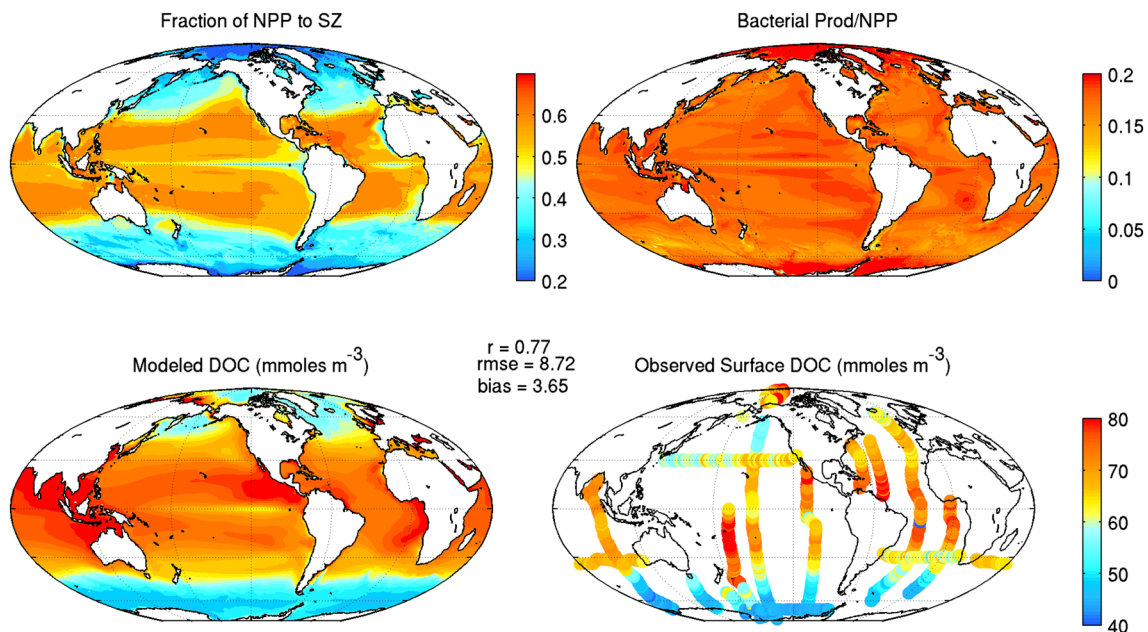 Fraction of NPP to SZ
Bacterial Prod/NPP
0.6
0.5
0.4
0.3
0.2
0.2
0.15
0.1
0.05
0
Modeled DOC (mmoles m⁻³)
r = 0.77
rmse = 8.72
bias = 3.65
Observed Surface DOC (mmoles m⁻³)
80
70
60
50
40